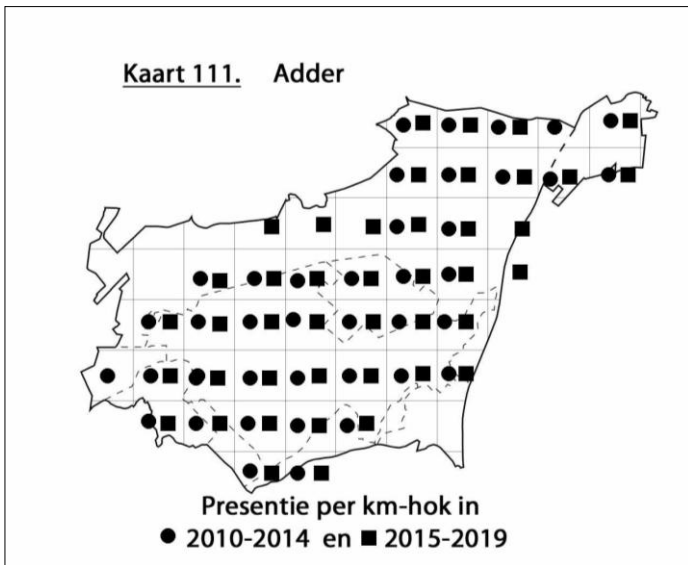 Kaart 111. Adder
Presentie per km-hok in
● 2010-2014 en ■ 2015-2019